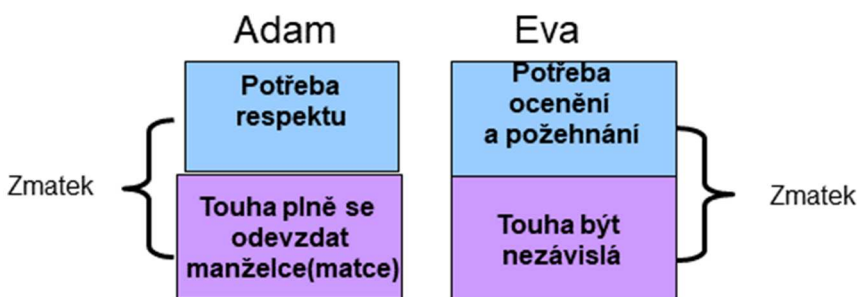 Adam
Eva
Potřeba
respektu
Potřeba
ocenění
a požehnání
Zmatek
Touha plně se
odevzdat
manželce(matce)
Touha být
nezávislá
Zmatek